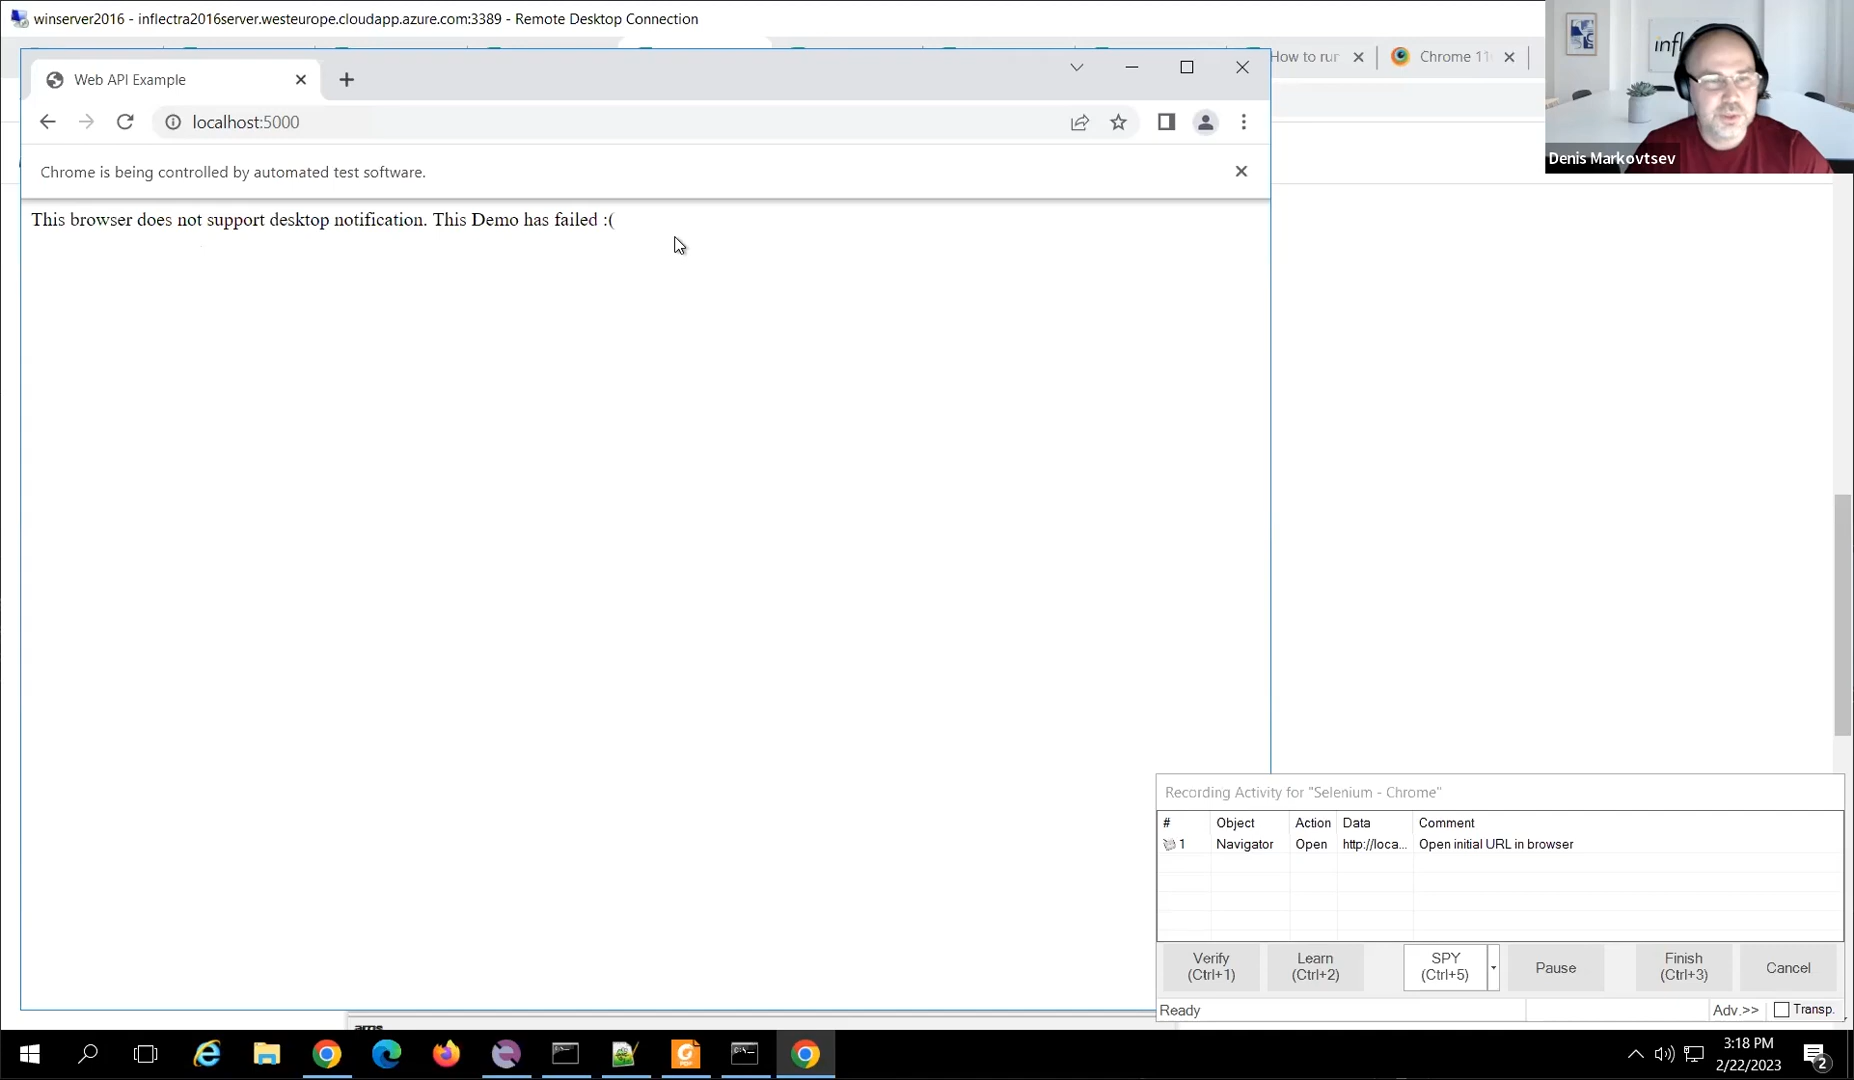 winserver2016 - inflectra2016server.westeurope.cloudapp.azure.com:3389 - Remote Desktop Connection
Web API Example
How to rur
Chrome 11
infl
localhost:5000
Denis Markovtsev
Chrome is being controlled by automated test software.
This browser does not support desktop notification. This Demo has failed :(
Recording Activity for "Selenium - Chrome"
# Object Action Data Comment
1 Navigator Open http://loca... Open initial URL in browser
Verify (Ctrl+1) Learn (Ctrl+2) SPY (Ctrl+5) Pause Finish (Ctrl+3) Cancel
Ready Adv.>> Transp.
3:18 PM
2/22/2023
2